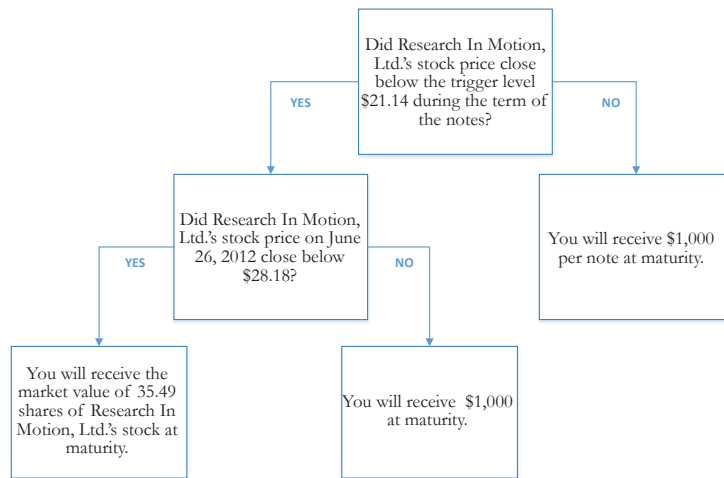 Did Research In Motion,
Ltd.'s stock price close
below the trigger level
$21.14 during the term of
the notes?
YES
NO
Did Research In Motion,
Ltd.'s stock price on June
26, 2012 close below
$28.18?
You will receive $1,000
per note at maturity.
YES
NO
You will receive the
market value of 35.49
shares of Research In
Motion, Ltd.'s stock at
maturity.
You will receive $1,000
at maturity.